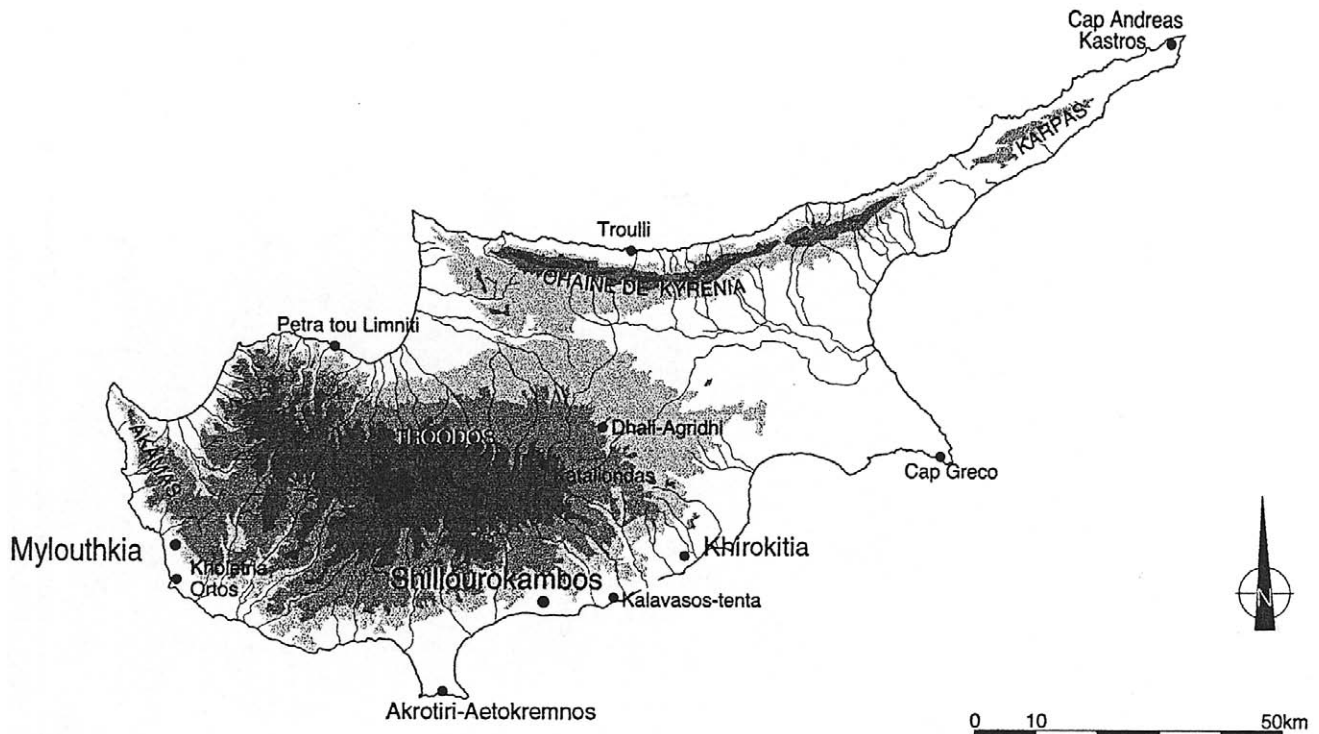 Cap Andreas
Kastros
KARPAS
Troulli
CHAINE DE KYRENIA
Petra tou Limniti
AKAMAS
TROODOS
Dhali-Agridhi
Cap Greco
Mylouthkia
Khirokitia
Kholetria
Ortos
Shillourokambos
Kalavasos-tenta
N
Akrotiri-Aetokremnos
0 10 50km